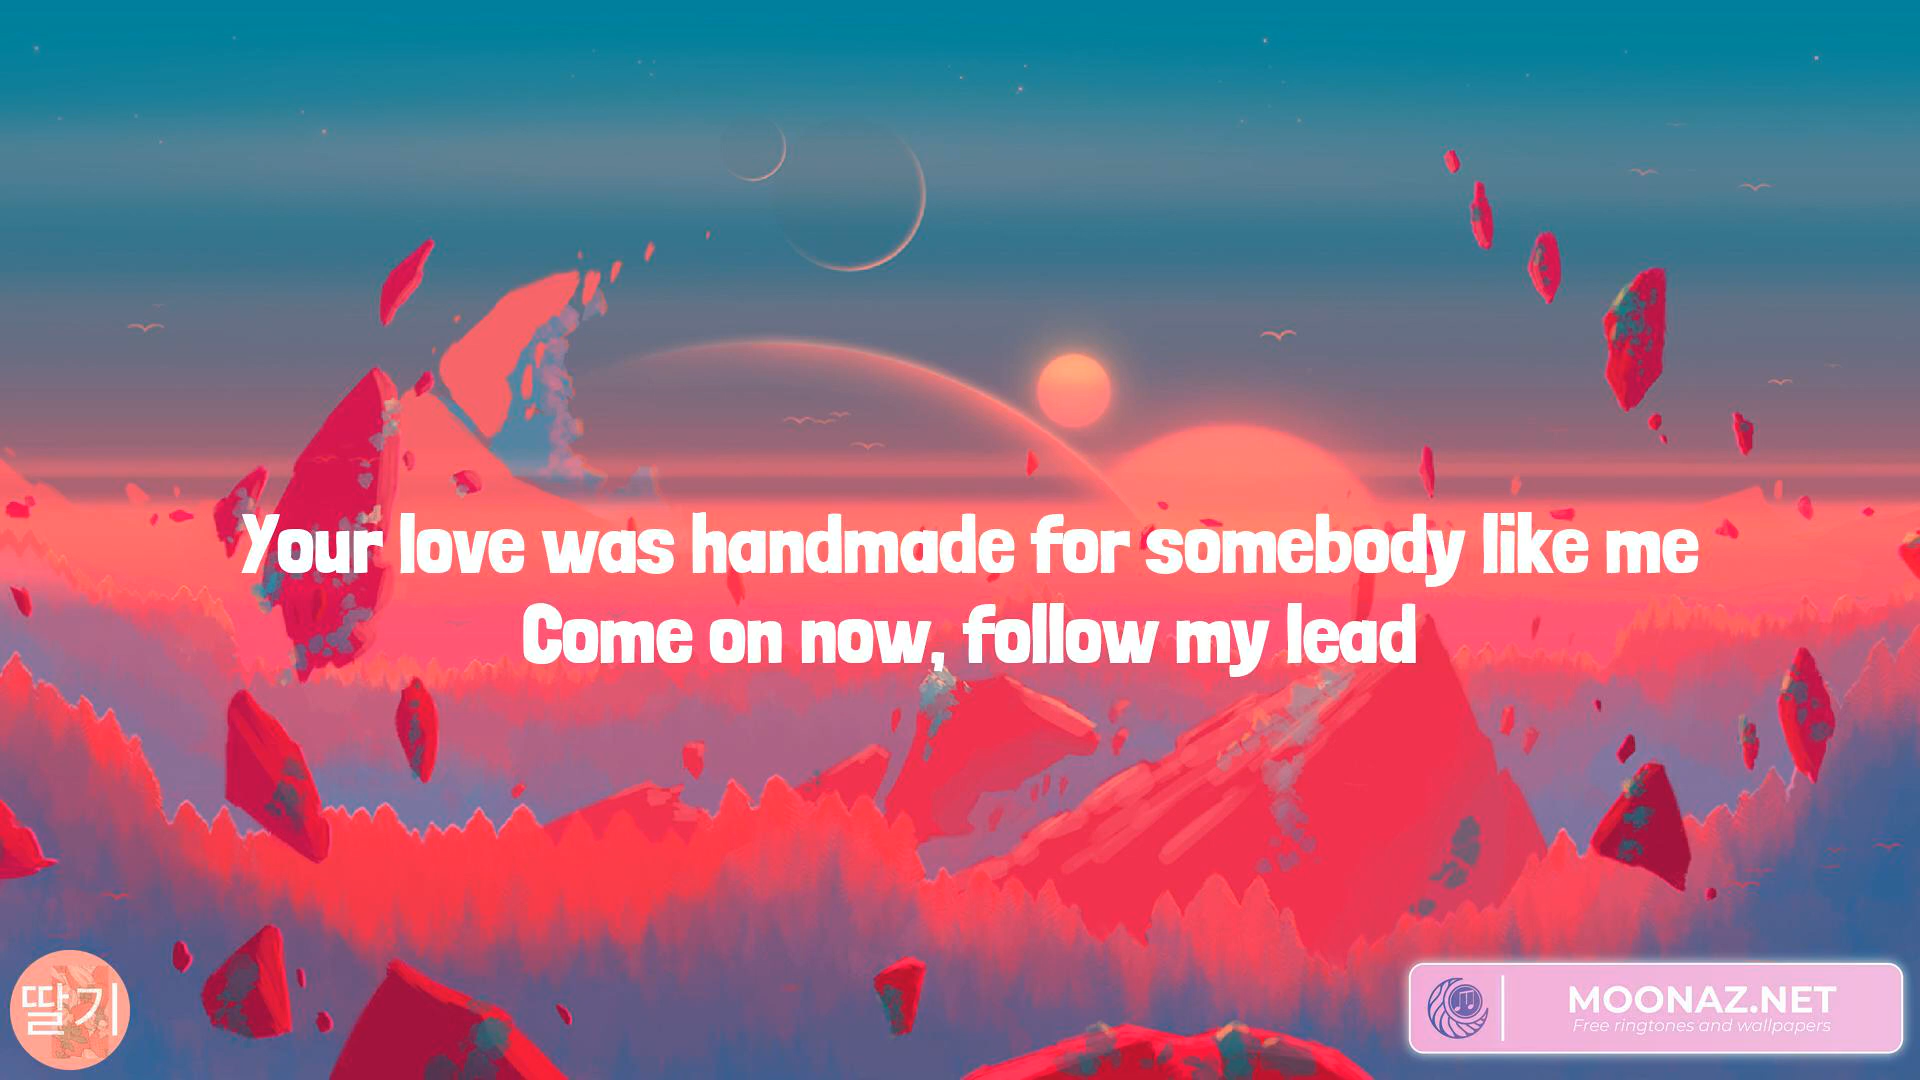 Your love was handmade for somebody like me
Come on now, follow my lead
딸기
MOONAZ.NET
Free ringtones and wallpapers